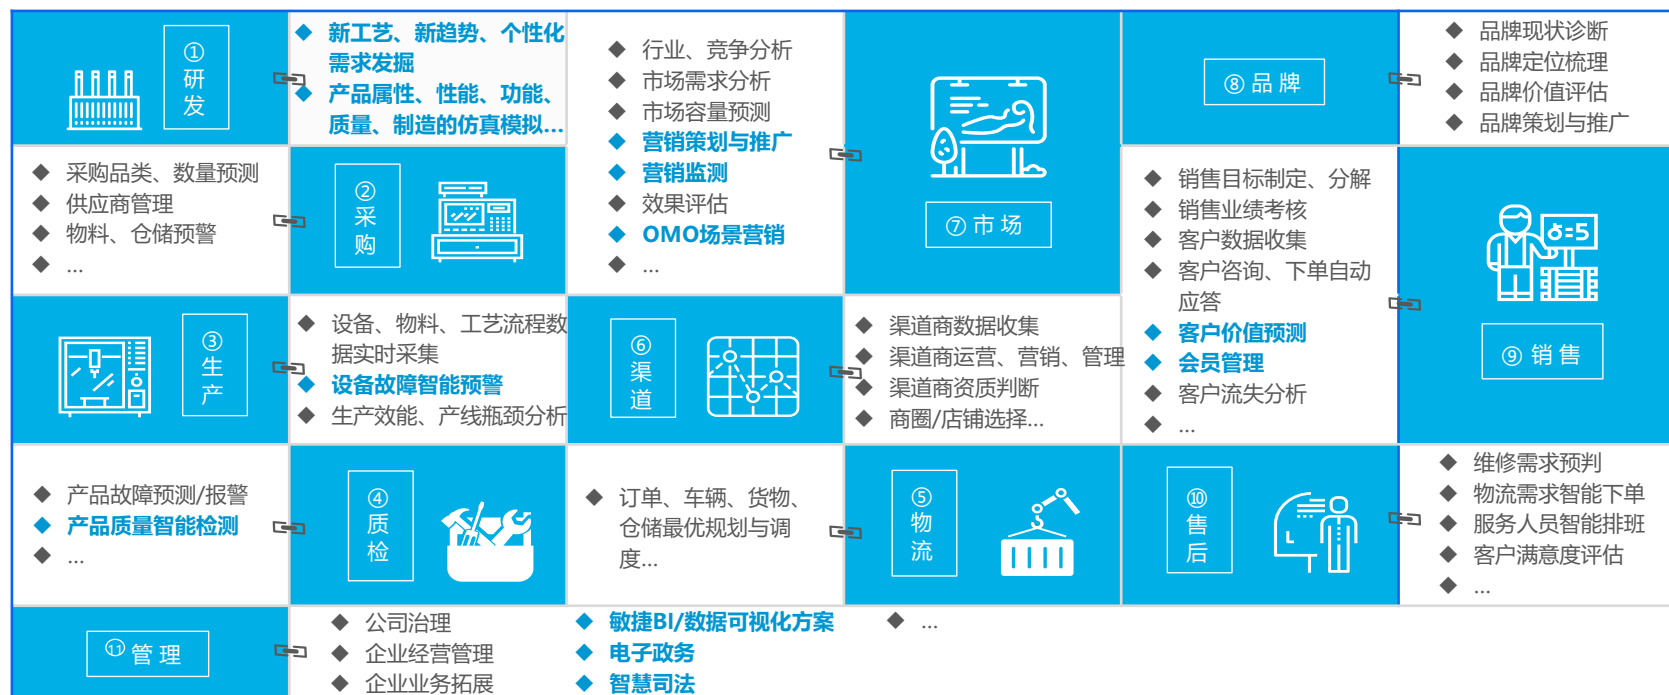 ①
研
发
新工艺、新趋势、个性化
需求发掘
产品属性、性能、功能、
质量、制造的仿真模拟...
采购品类、数量预测
供应商管理
物料、仓储预警
...
②
采
购
③
生
产
设备、物料、工艺流程数
据实时采集
设备故障智能预警
生产效能、产线瓶颈分析
产品故障预测/报警
产品质量智能检测
...
④
质
检
订单、车辆、货物、
仓储最优规划与调
度...
⑤
物
流
⑥
渠
道
渠道商数据收集
渠道商运营、营销、管理
渠道商资质判断
商圈/店铺选择...
行业、竞争分析
市场需求分析
市场容量预测
营销策划与推广
营销监测
效果评估
OMO场景营销
...
⑦市场
⑧品牌
品牌现状诊断
品牌定位梳理
品牌价值评估
品牌策划与推广
销售目标制定、分解
销售业绩考核
客户数据收集
客户咨询、下单自动
应答
客户价值预测
会员管理
客户流失分析
...
δ=5
⑨销售
⑩
售
后
维修需求预判
物流需求智能下单
服务人员智能排班
客户满意度评估
...
⑪管理
公司治理
企业经营管理
企业业务拓展
敏捷BI/数据可视化方案
电子政务
智慧司法
...